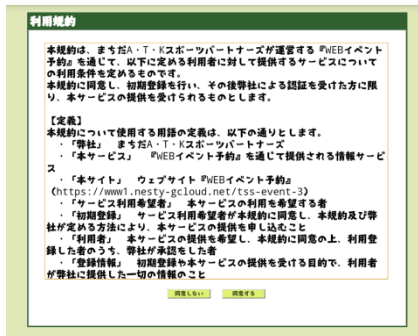 利用規約
本規約は、まちだA・T・Kスポーツパートナーズが運営する『WEBイベント
予約』を通じて、以下に定める利用者に対して提供するサービスについて
の利用条件を定めるものです。
本規約に同意し、初期登録を行い、その後弊社による認証を受けた方に限
り、本サービスの提供を受けられるものとします。
【定義】
本規約について使用する用語の定義は、以下の通りとします。
・「弊社」 まちだA・T・Kスポーツパートナーズ
・「本サービス」 『WEBイベント予約』を通じて提供される情報サービ
ス
・「本サイト」 ウェブサイト『WEBイベント予約』
(https://www1.nesty-gcloud.net/tss-event-3)
・「サービス利用希望者」 本サービスの利用を希望する者
・「初期登録」 サービス利用希望者が本規約に同意し、本規約及び弊
社が定める方法により、本サービスの提供を申し込むこと
・「利用者」 本サービスの提供を希望し、本規約に同意の上、利用登
録した者のうち、弊社が承認をした者
・「登録情報」 初期登録や本サービスの提供を受ける目的で、利用者
が弊社に提供した一切の情報のこと
同意しない 同意する